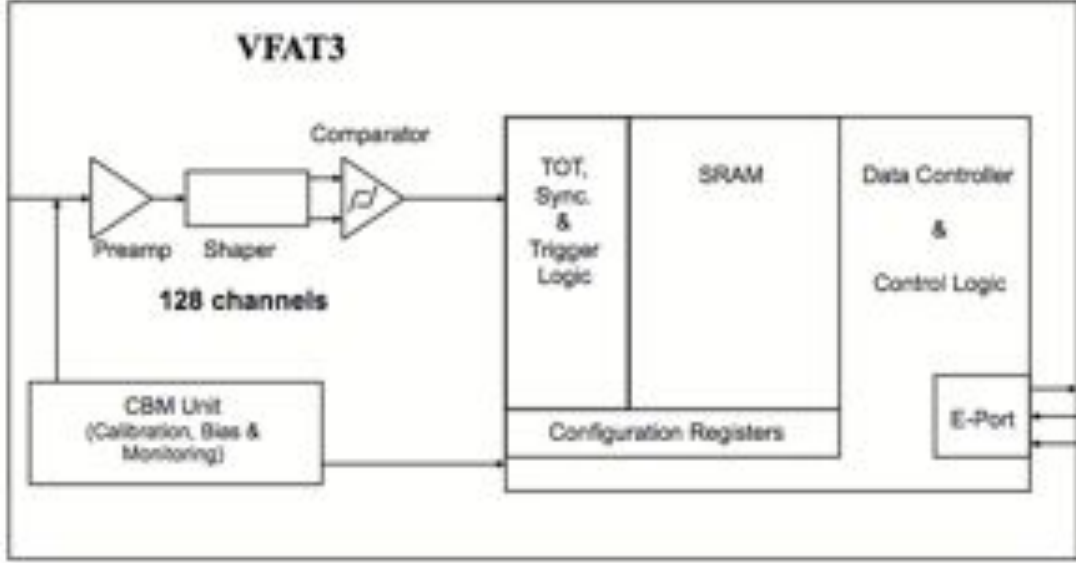 VFAT3
Comparator
Preamp
Shaper
128 channels
TOT,
Sync.
&
Trigger
Logic
SRAM
Data Controller
&
Control Logic
CBM Unit
(Calibration, Bias &
Monitoring)
Configuration Registers
E-Port